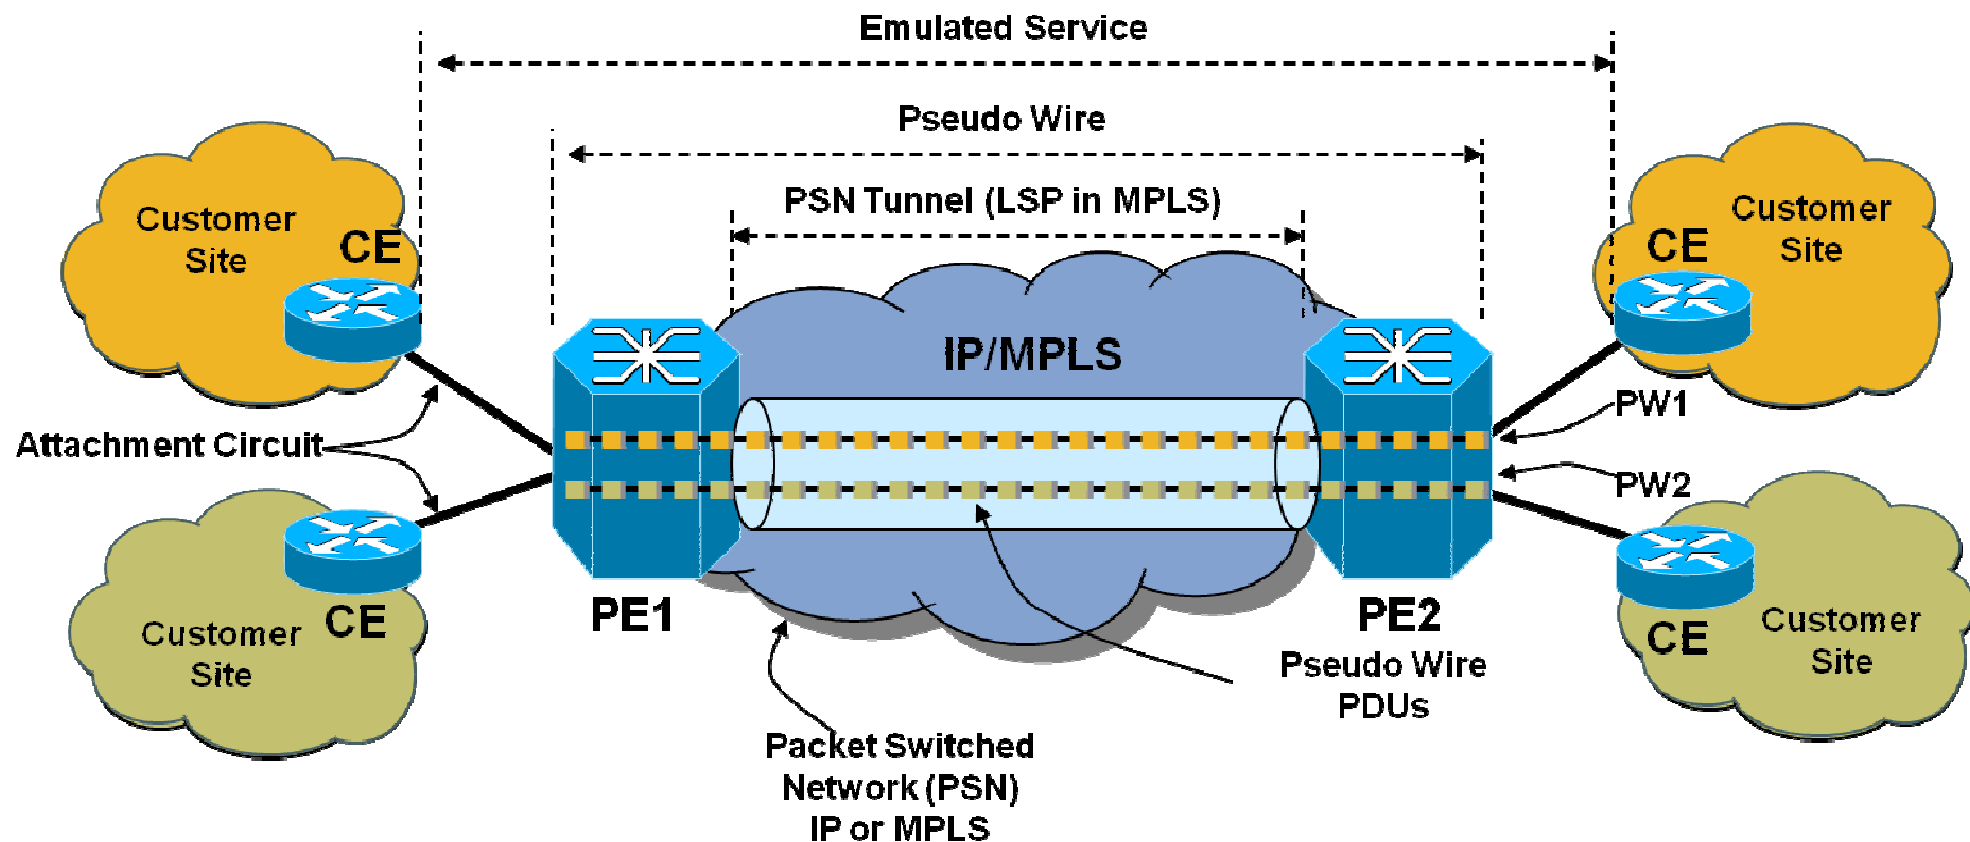 Emulated Service
Pseudo Wire
PSN Tunnel (LSP in MPLS)
Customer
Site
CE
Customer
Site
CE
IP/MPLS
Attachment Circuit
PW1
PW2
PE1
PE2
Customer
Site
CE
Customer
Site
CE
Pseudo Wire
PDUs
Packet Switched
Network (PSN)
IP or MPLS